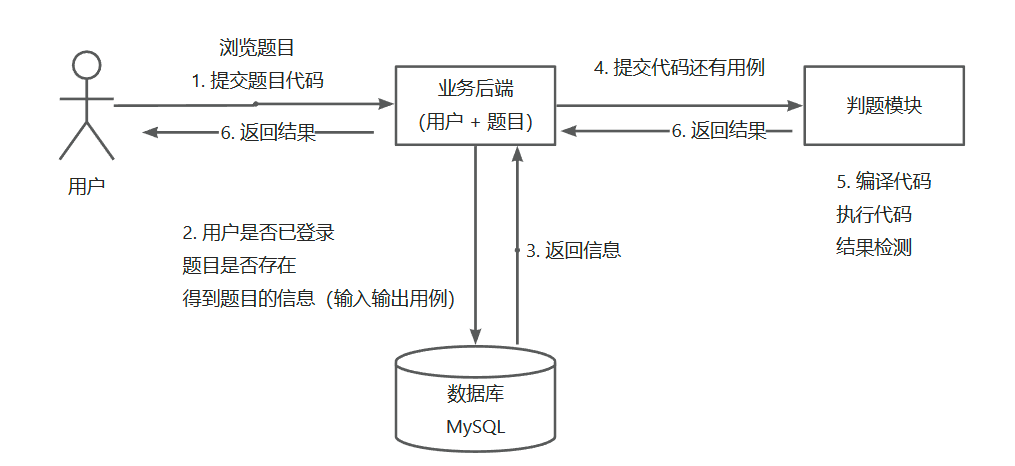 浏览题目
1. 提交题目代码
6. 返回结果
用户
业务后端
(用户 + 题目)
4. 提交代码还有用例
6. 返回结果
判题模块
5. 编译代码
执行代码
结果检测
2. 用户是否已登录
题目是否存在
得到题目的信息（输入输出用例)
3. 返回信息
数据库
MySQL